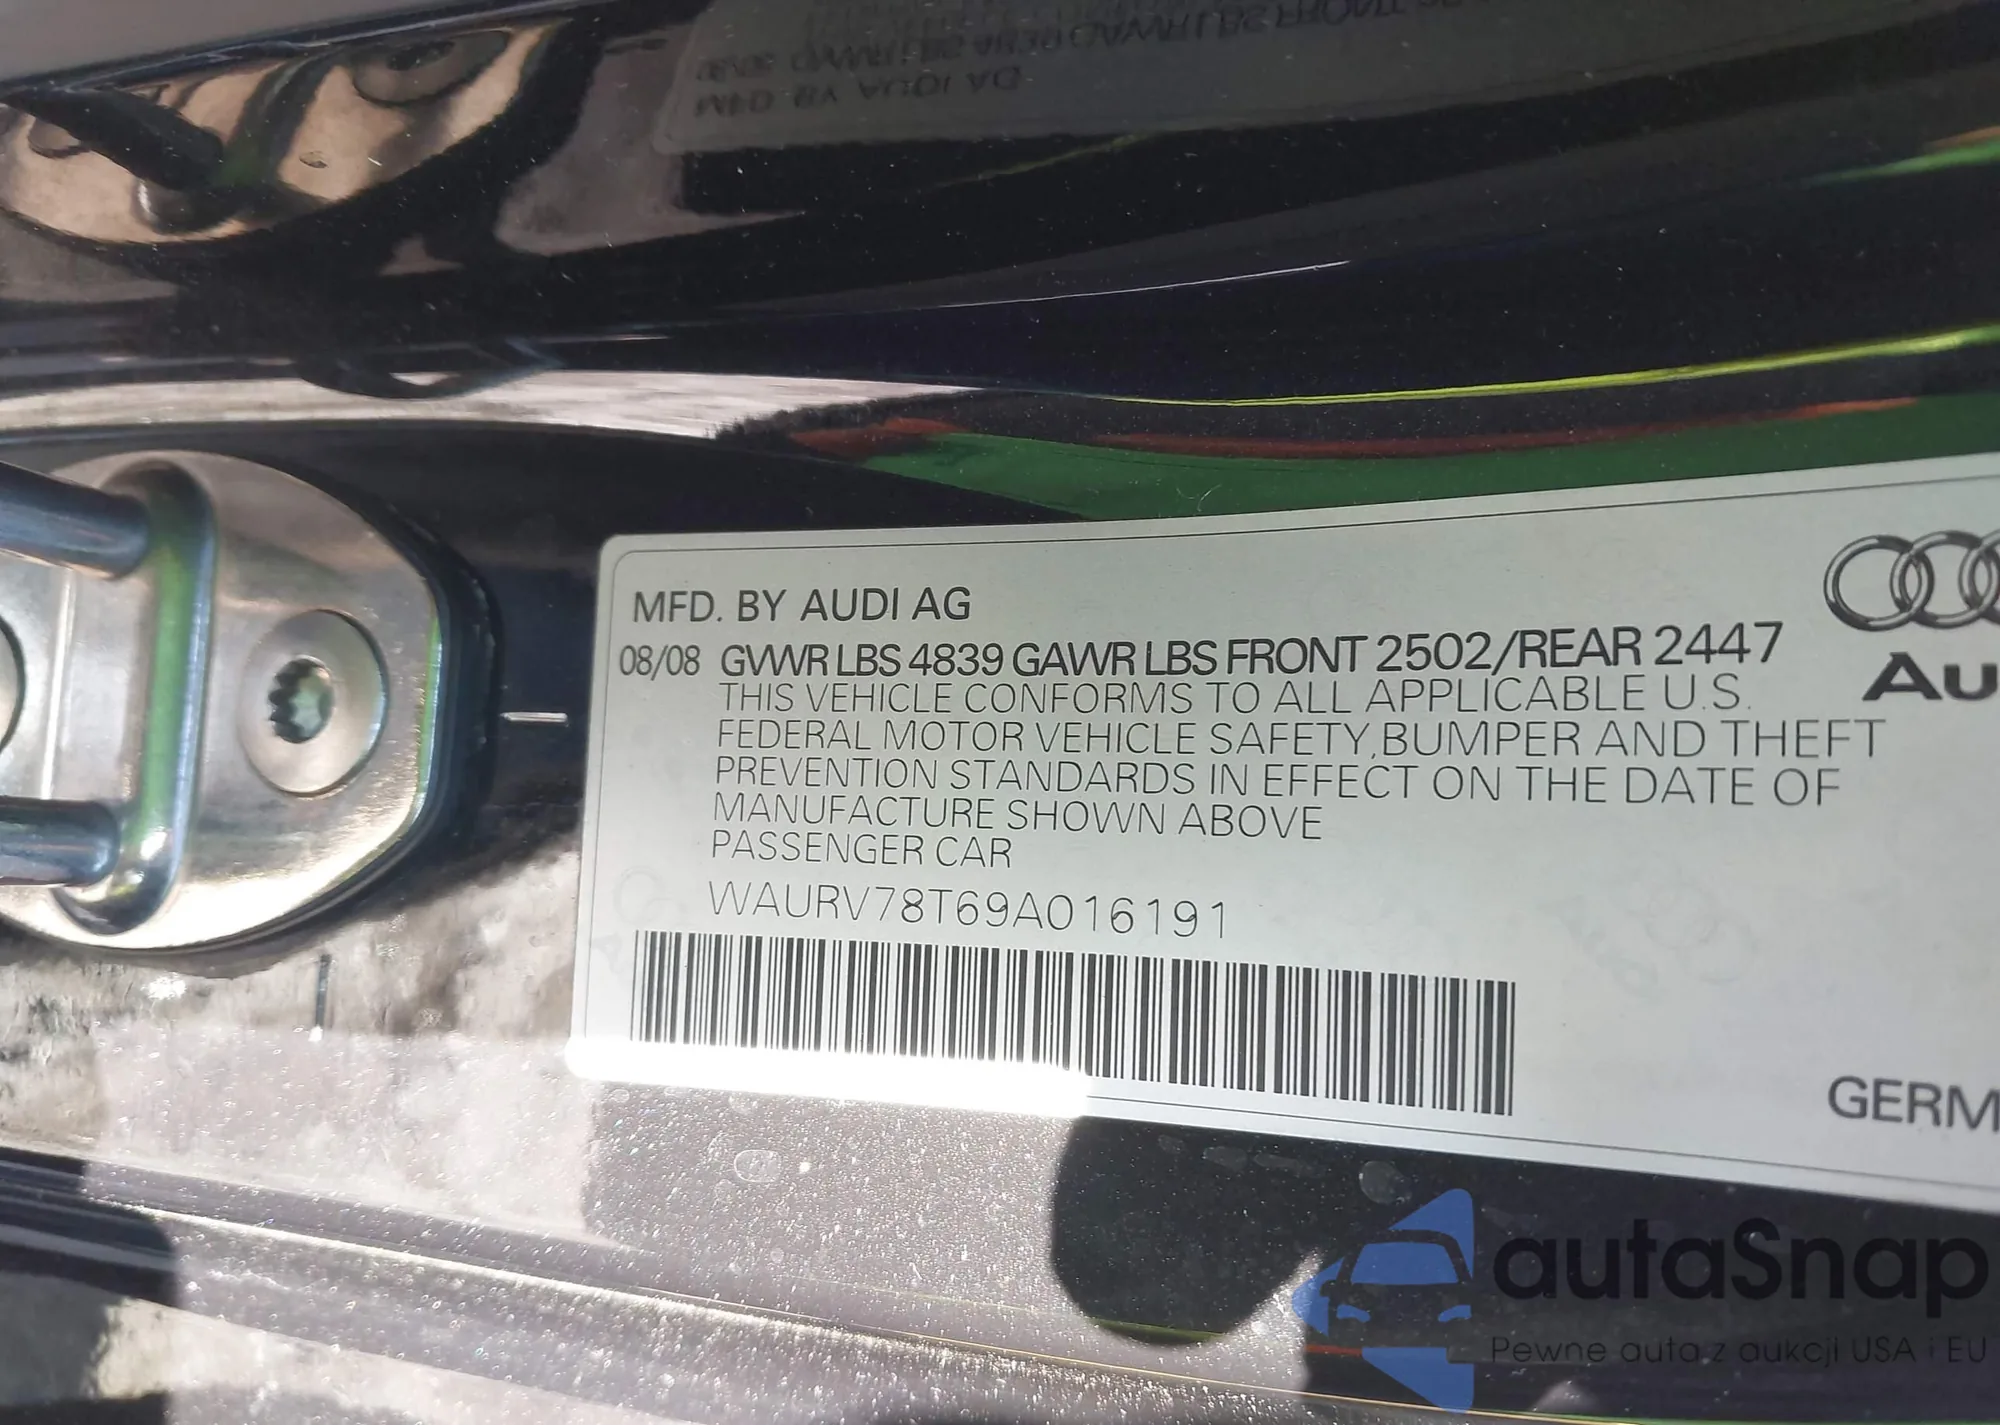 MFD. BY AUDI AG
08/08 GVWR LBS 4839 GAWR LBS FRONT 2502/REAR 2447
THIS VEHICLE CONFORMS TO ALL APPLICABLE U.S.
FEDERAL MOTOR VEHICLE SAFETY,BUMPER AND THEFT
PREVENTION STANDARDS IN EFFECT ON THE DATE OF
MANUFACTURE SHOWN ABOVE
PASSENGER CAR
WAURV78T69A016191
Au
GERM
autaSnap
Pewne auta z aukcji USA i EU